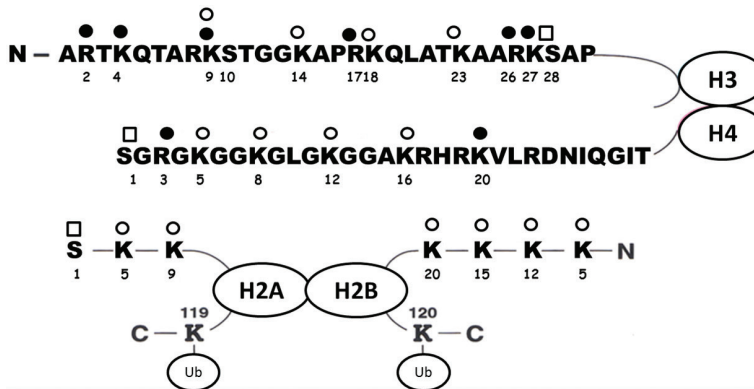 N – ARTKQTARKSTGGKAPRKQLATKAARKSAP
2 4 9 10 14 17 18 23 26 27 28
H3
H4
SGRGKGGKGLGKGGAKRHRKVLRDNIQGIT
1 3 5 8 12 16 20
S – K – K
1 5 9
K – K – K – K – N
20 15 12 5
H2A H2B
119
C – K
Ub
120
K – C
Ub